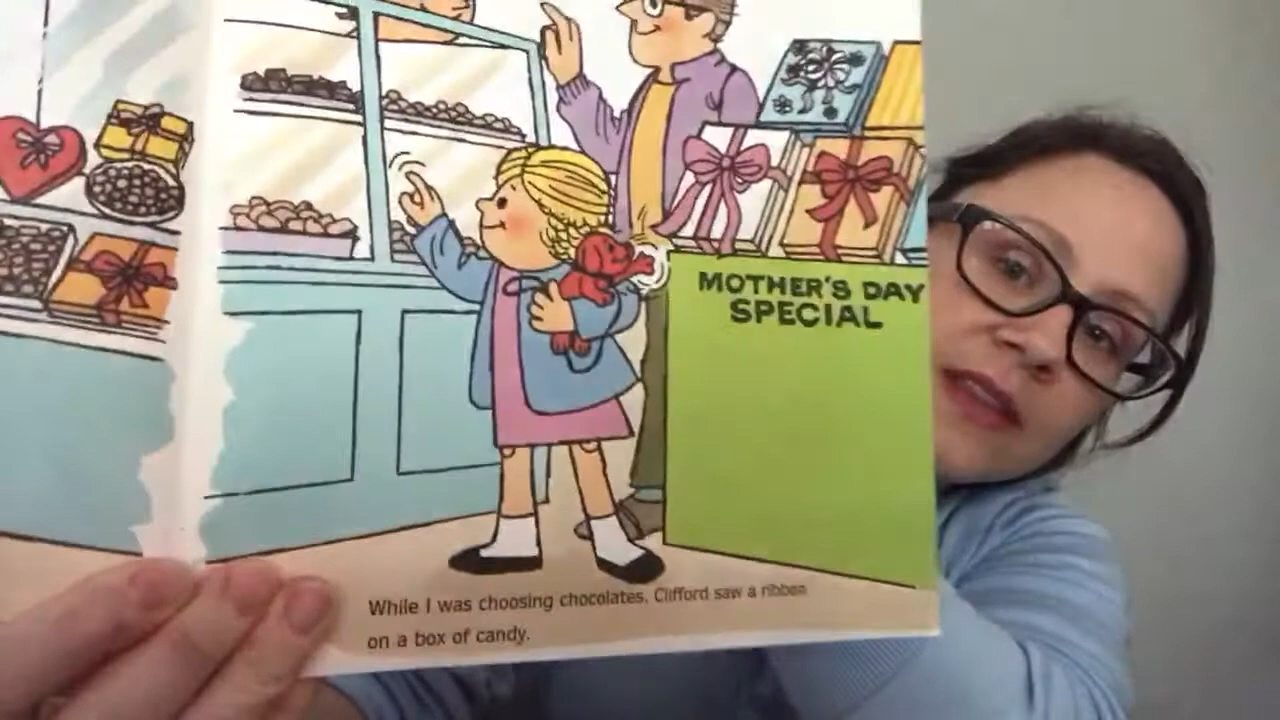 MOTHER'S DAY
SPECIAL
While I was choosing chocolates, Clifford saw a ribbon
on a box of candy.